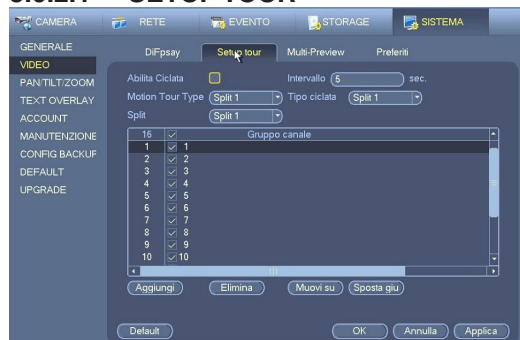 CAMERA RETE EVENTO STORAGE SISTEMA
GENERALE
VIDEO
PAN/TILT/ZOOM
TEXT OVERLAY
ACCOUNT
MANUTENZIONE
CONFIG BACKUF
DEFAULT
UPGRADE
DiFpsay Setup tour Multi-Preview Preferiti
Abilita Ciclata Intervallo 5 sec.
Motion Tour Type Split 1 Tipo ciclata Split 1
Split Split 1
16 Gruppo canale
1 1
2 2
3 3
4 4
5 5
6 6
7 7
8 8
9 9
10 10
Aggiungi Elimina Muovi su Sposta giu
Default OK Annulla Applica